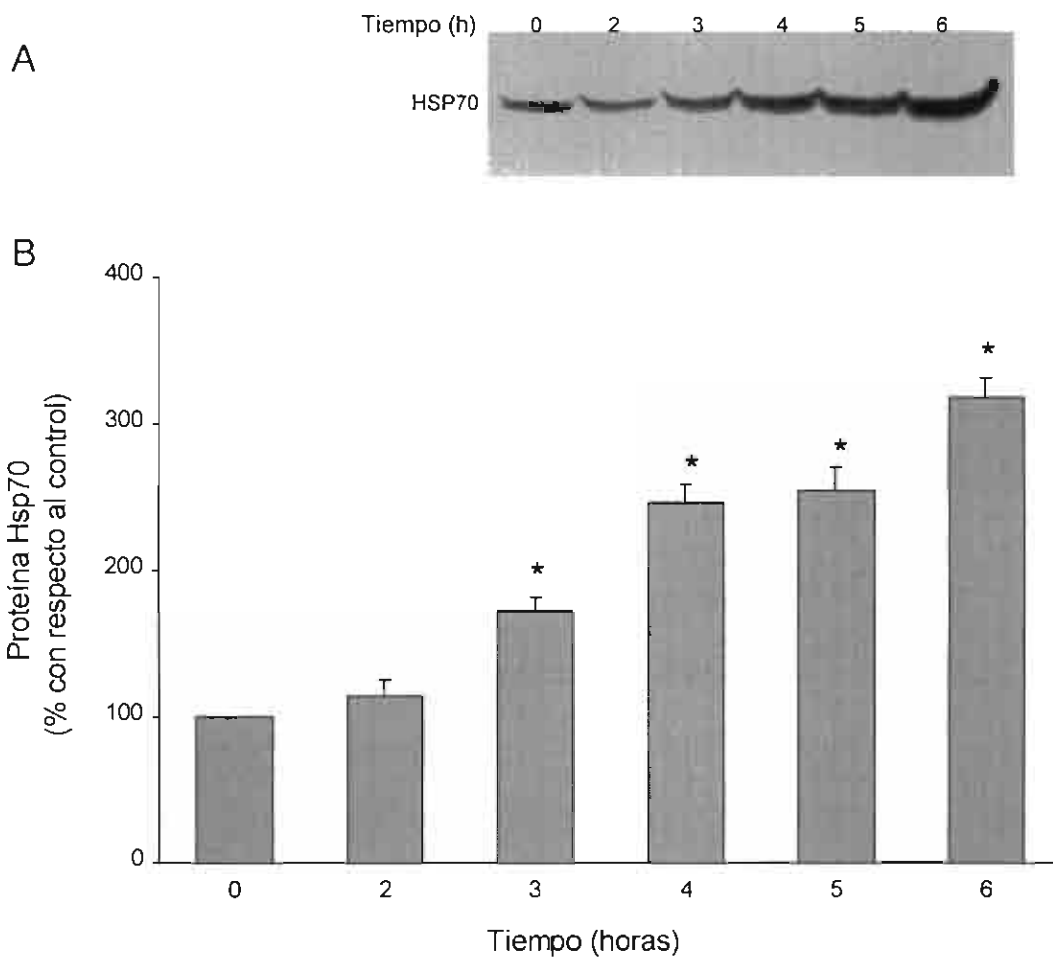 A
Tiempo (h) 0 2 3 4 5 6
HSP70
B
Proteína Hsp70
(% con respecto al control)
400
300
200
100
0
* * * *
0 2 3 4 5 6
Tiempo (horas)